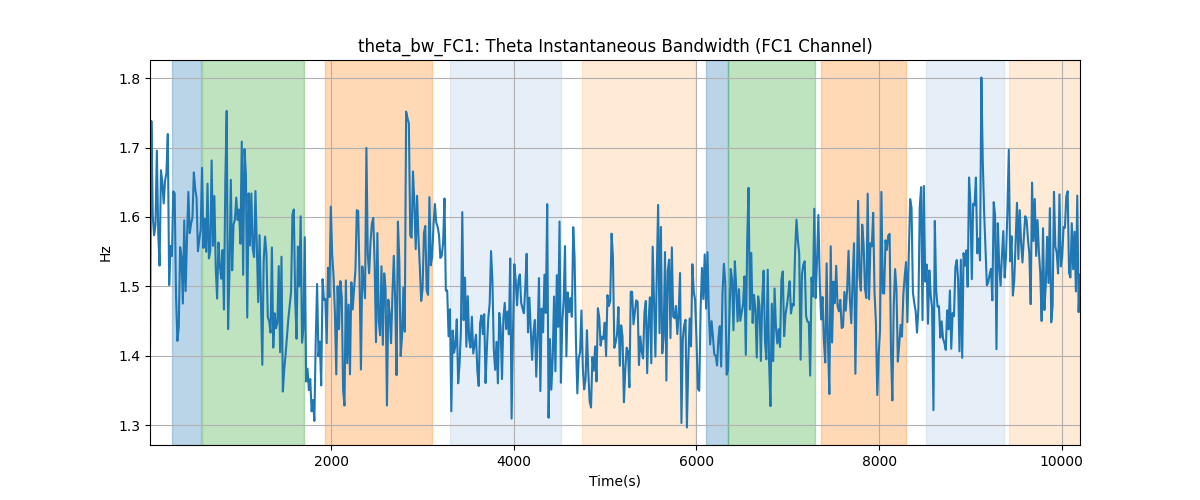 theta_bw_FC1: Theta Instantaneous Bandwidth (FC1 Channel)
1.8
1.7
1.6
1.5
1.4
1.3
Hz
2000 4000 6000 8000 10000
Time(s)